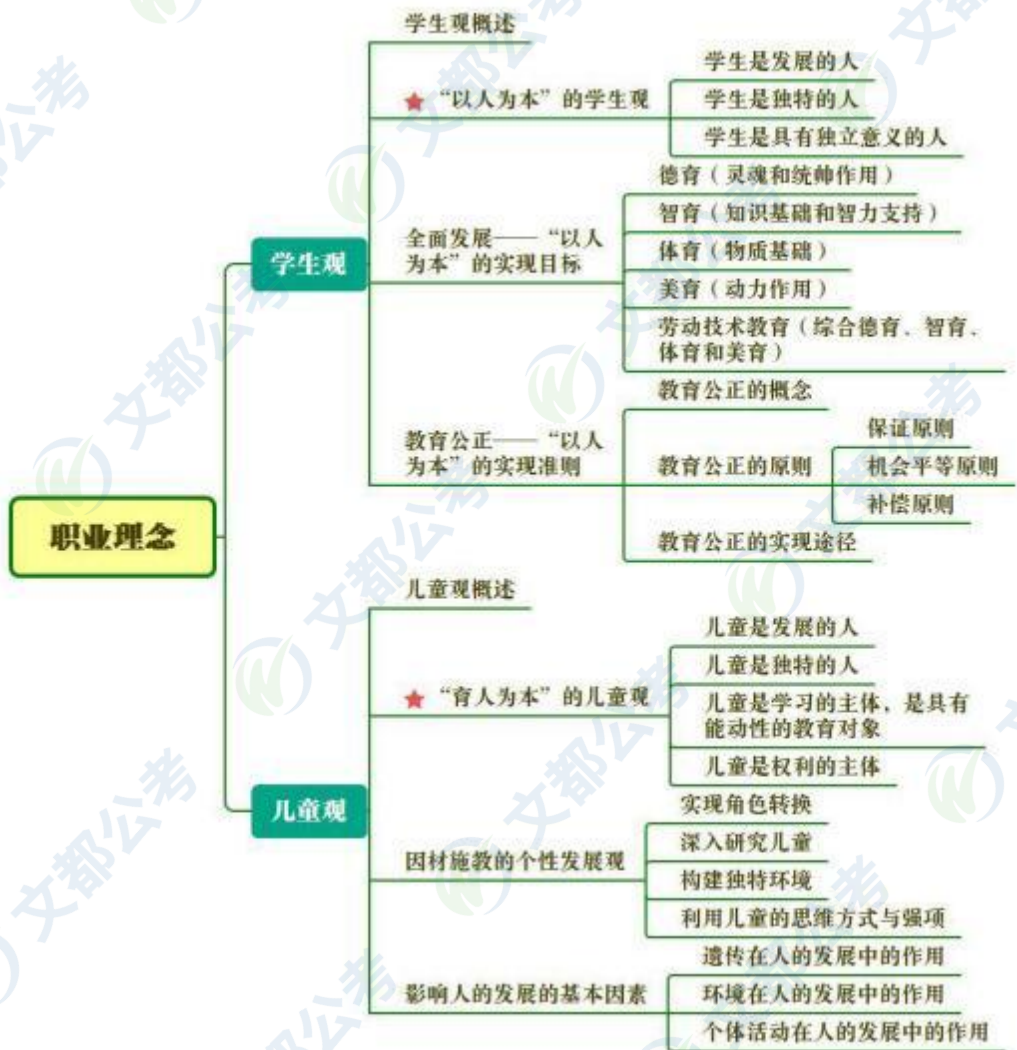 职业理念
学生观
学生观概述
★ “以人为本”的学生观
学生是发展的人
学生是独特的人
学生是具有独立意义的人
全面发展——“以人
为本”的实现目标
德育（灵魂和统帅作用）
智育（知识基础和智力支持）
体育（物质基础）
美育（动力作用）
劳动技术教育（综合德育、智育、
体育和美育）
教育公正——“以人
为本”的实现准则
教育公正的概念
教育公正的原则
保证原则
机会平等原则
补偿原则
教育公正的实现途径
儿童观
儿童观概述
★ “育人为本”的儿童观
儿童是发展的人
儿童是独特的人
儿童是学习的主体，是具有
能动性的教育对象
儿童是权利的主体
因材施教的个性发展观
实现角色转换
深入研究儿童
构建独特环境
利用儿童的思维方式与强项
影响人的发展的基本因素
遗传在人的发展中的作用
环境在人的发展中的作用
个体活动在人的发展中的作用
文都公考